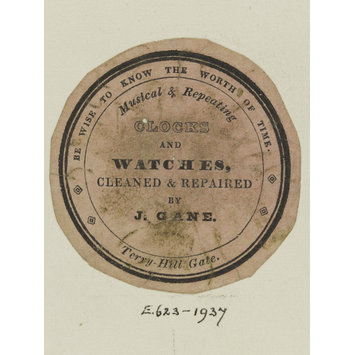 BE WISE TO KNOW THE WORTH OF TIME.
Musical & Repeating
CLOCKS
AND
WATCHES,
CLEANED & REPAIRED
BY
J. GANE.
Terry-Hill Gate.
E.623-1937